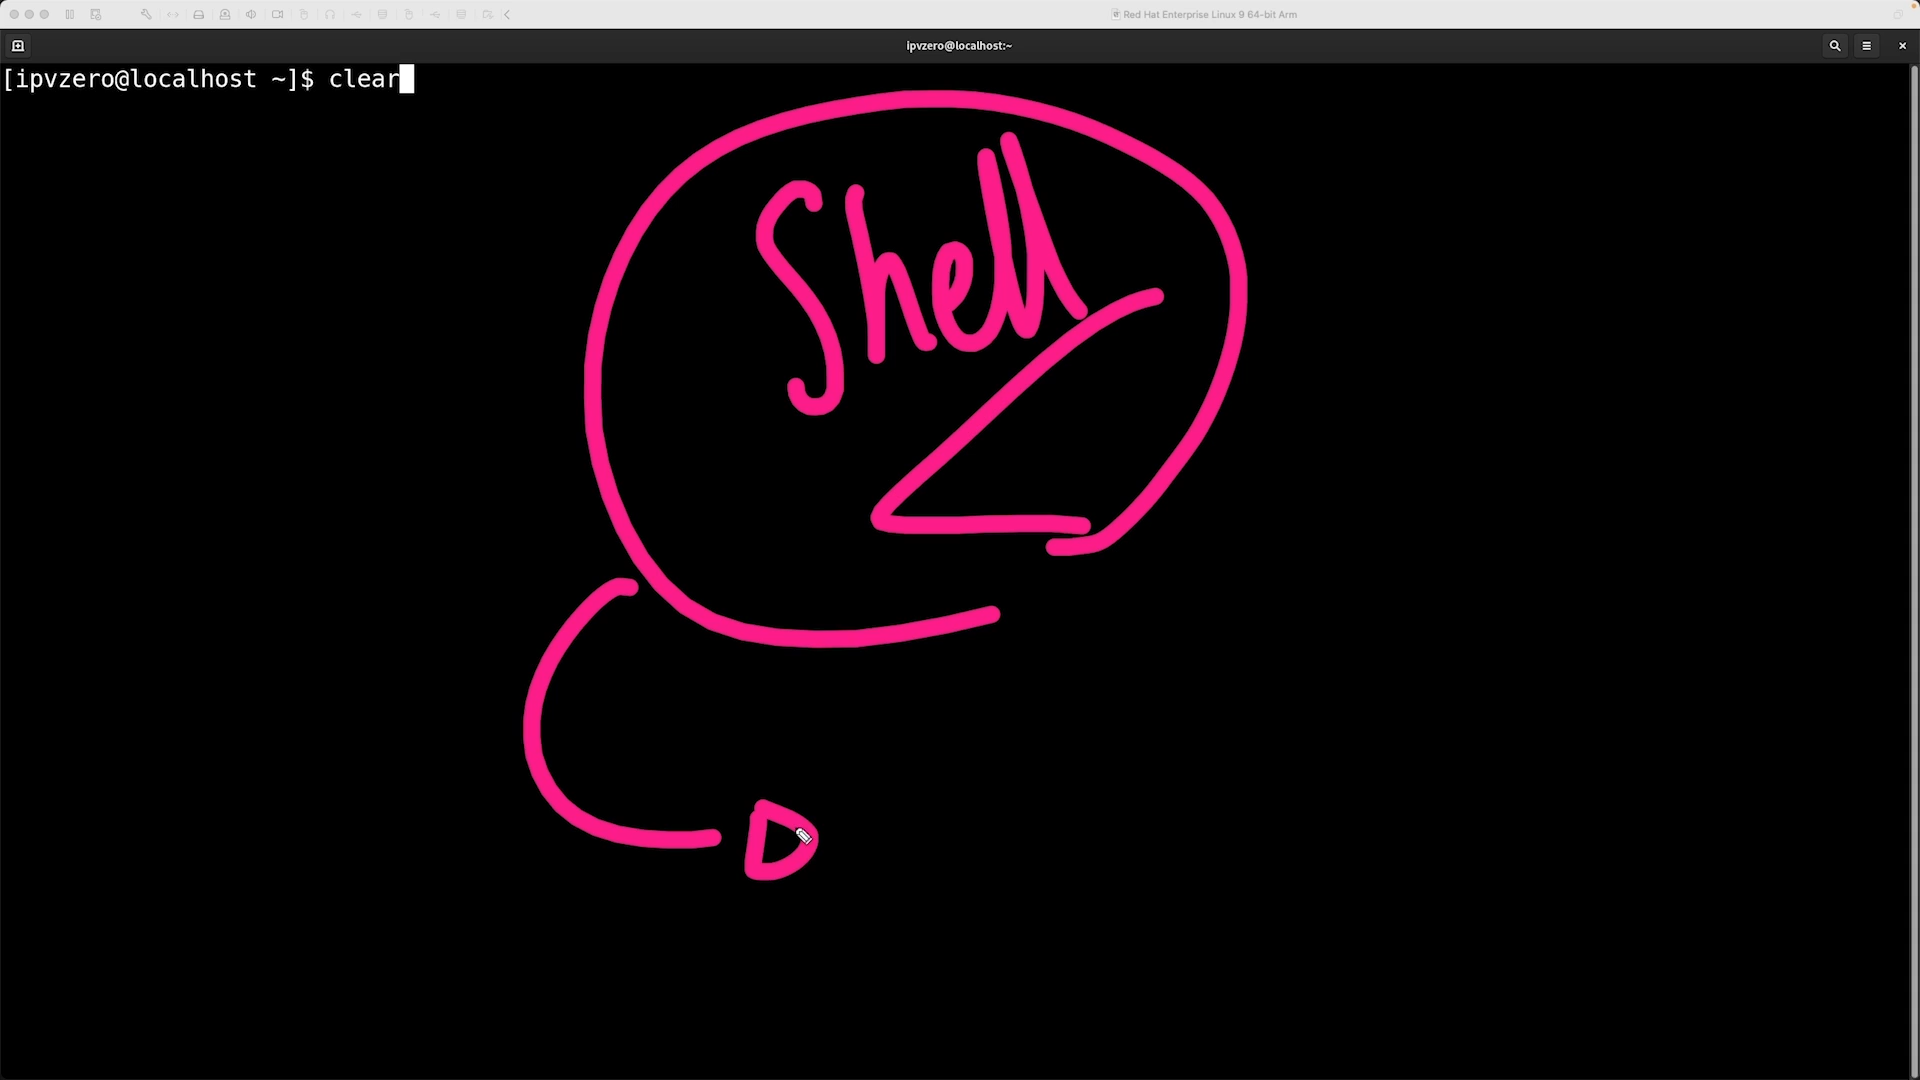 Red Hat Enterprise Linux 9 64-bit Arm
ipvzero@localhost:~
[ipvzero@localhost ~]$ clear
Shell